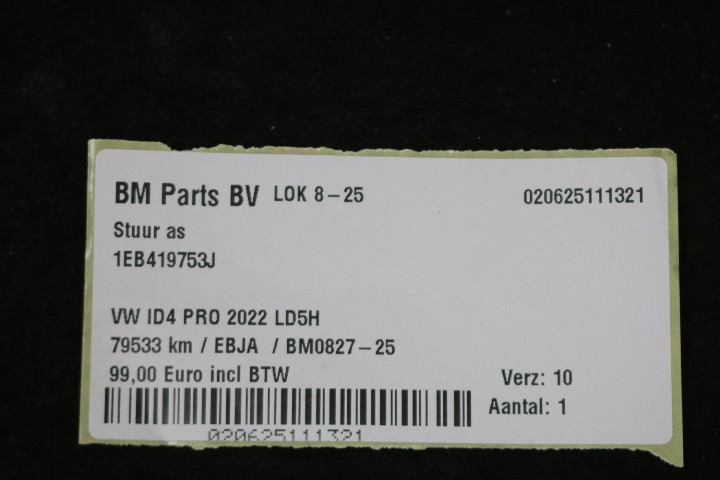 BM Parts BV LOK 8-25 020625111321
Stuur as
1EB419753J
VW ID4 PRO 2022 LD5H
79533 km / EBJA / BM0827-25
99,00 Euro incl BTW Verz: 10
Aantal: 1
020625111321